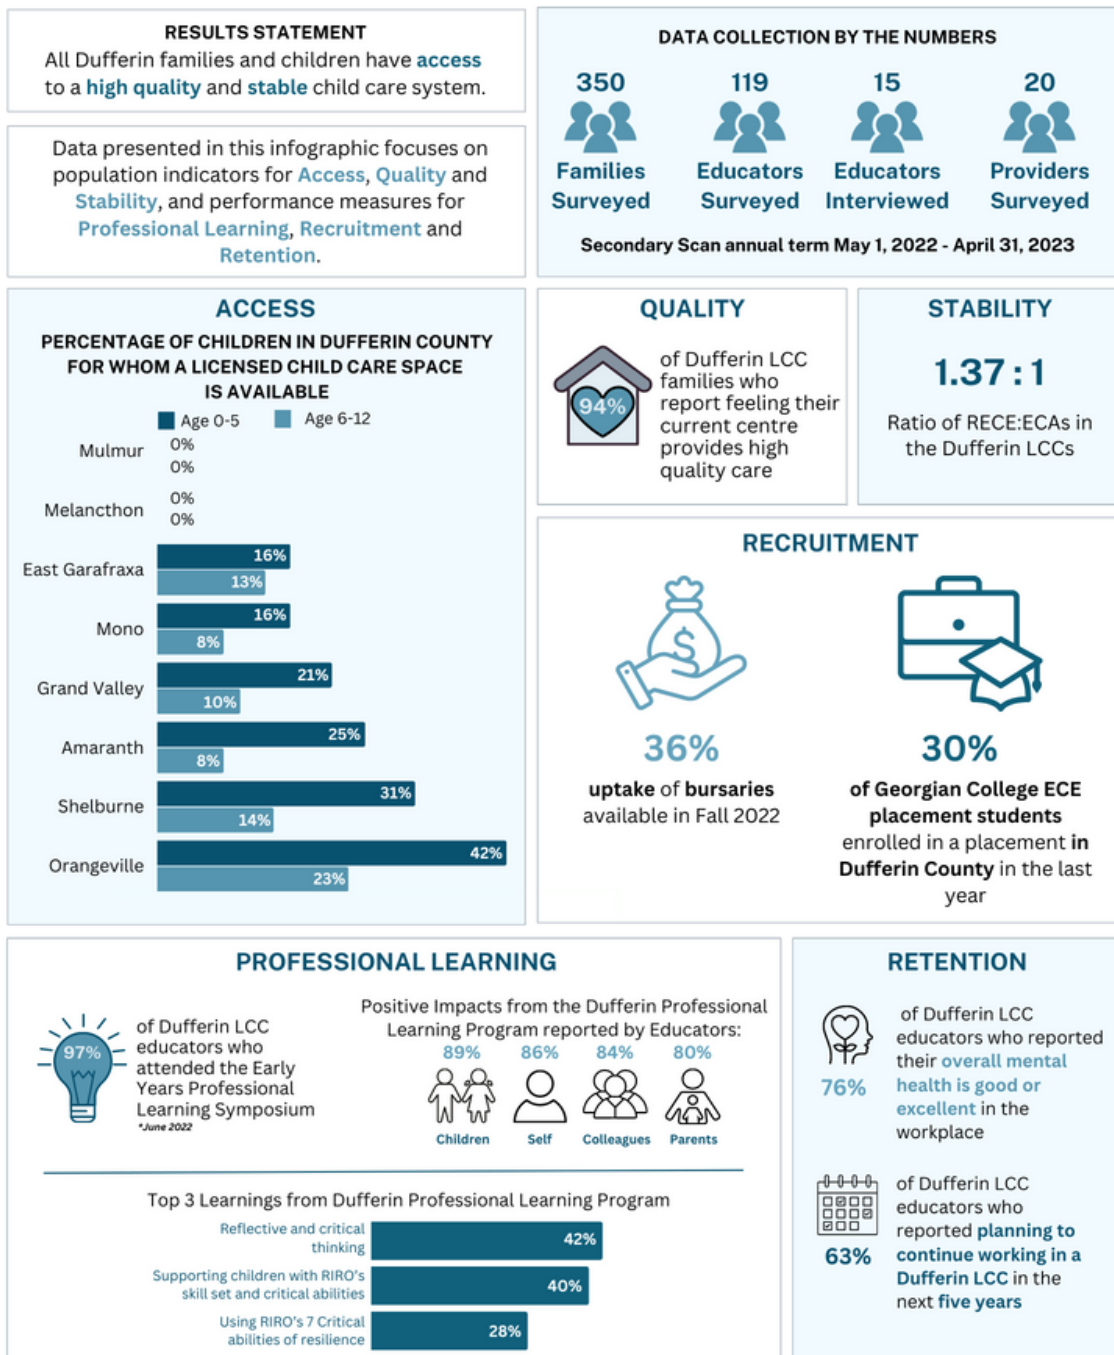 RESULTS STATEMENT
All Dufferin families and children have access
to a high quality and stable child care system.
Data presented in this infographic focuses on
population indicators for Access, Quality and
Stability, and performance measures for
Professional Learning, Recruitment and
Retention.
DATA COLLECTION BY THE NUMBERS
350
Families
Surveyed
119
Educators
Surveyed
15
Educators
Interviewed
20
Providers
Surveyed
Secondary Scan annual term May 1, 2022 - April 31, 2023
ACCESS
PERCENTAGE OF CHILDREN IN DUFFERIN COUNTY
FOR WHOM A LICENSED CHILD CARE SPACE
IS AVAILABLE
Age 0-5
Age 6-12
Mulmur
0%
0%
Melancthon
0%
0%
East Garafraxa
16%
13%
Mono
16%
8%
Grand Valley
21%
10%
Amaranth
25%
8%
Shelburne
31%
14%
Orangeville
42%
23%
QUALITY
94%
of Dufferin LCC
families who
report feeling their
current centre
provides high
quality care
STABILITY
1.37 : 1
Ratio of RECE:ECAs in
the Dufferin LCCs
RECRUITMENT
$
36%
uptake of bursaries
available in Fall 2022
30%
of Georgian College ECE
placement students
enrolled in a placement in
Dufferin County in the last
year
PROFESSIONAL LEARNING
97%
of Dufferin LCC
educators who
attended the Early
Years Professional
Learning Symposium
*June 2022
Positive Impacts from the Dufferin Professional
Learning Program reported by Educators:
89%
Children
86%
Self
84%
Colleagues
80%
Parents
Top 3 Learnings from Dufferin Professional Learning Program
Reflective and critical
thinking
42%
Supporting children with RIRO's
skill set and critical abilities
40%
Using RIRO's 7 Critical
abilities of resilience
28%
RETENTION
76%
of Dufferin LCC
educators who reported
their overall mental
health is good or
excellent in the
workplace
63%
of Dufferin LCC
educators who
reported planning to
continue working in a
Dufferin LCC in the
next five years